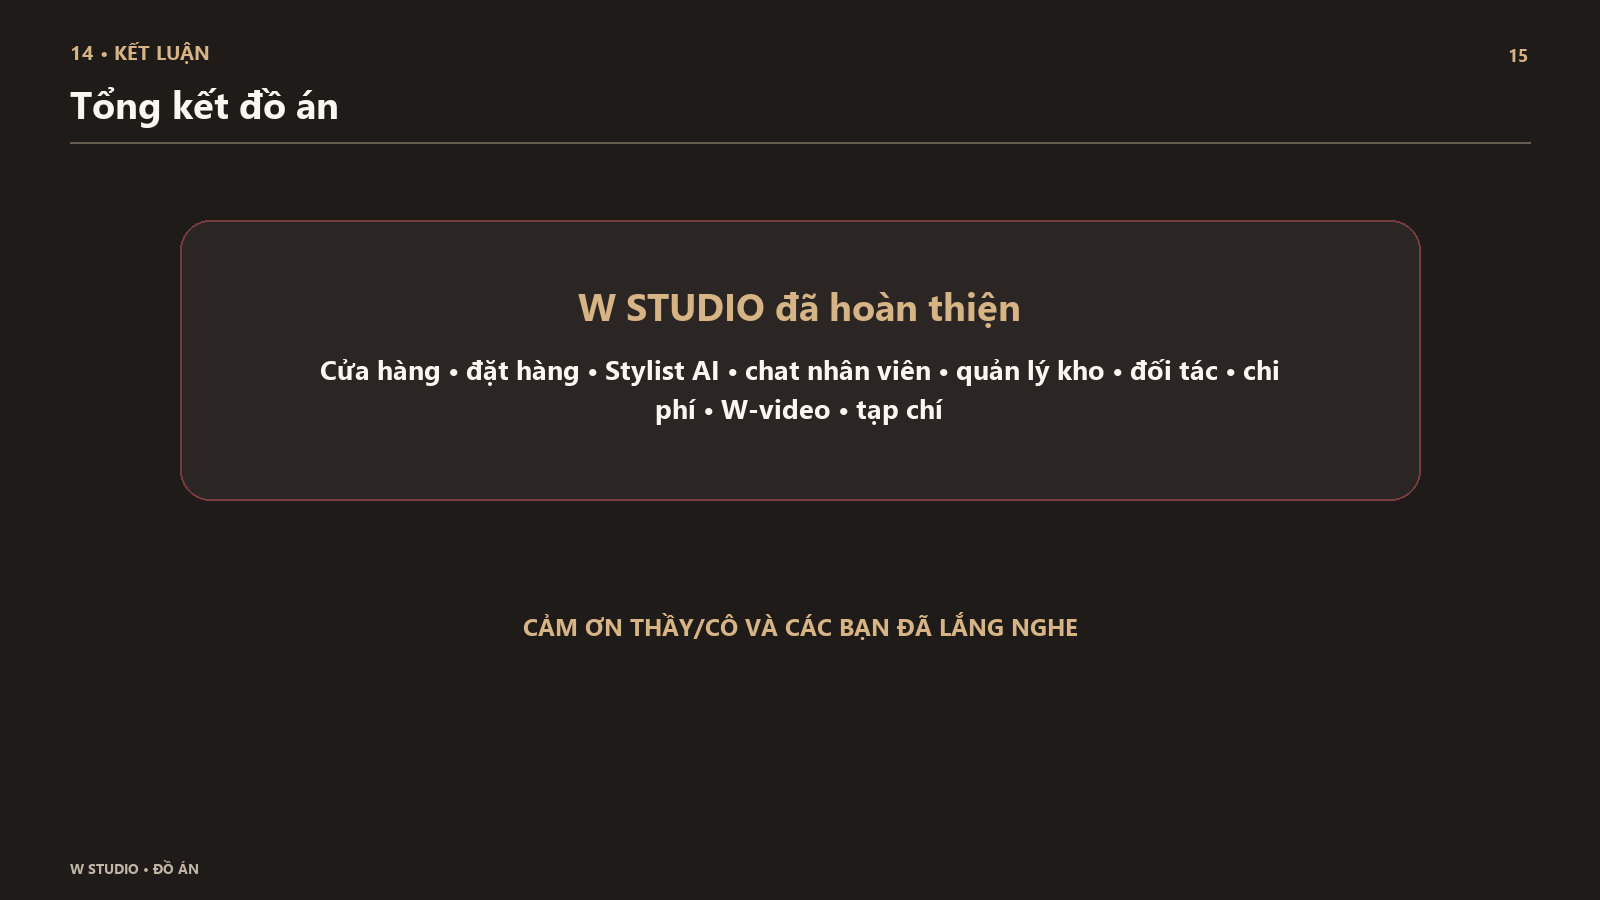 14 • KẾT LUẬN
15
Tổng kết đồ án
W STUDIO đã hoàn thiện
Cửa hàng • đặt hàng • Stylist AI • chat nhân viên • quản lý kho • đối tác • chi
phí • W-video • tạp chí
CẢM ƠN THẦY/CÔ VÀ CÁC BẠN ĐÃ LẮNG NGHE
W STUDIO • ĐỒ ÁN